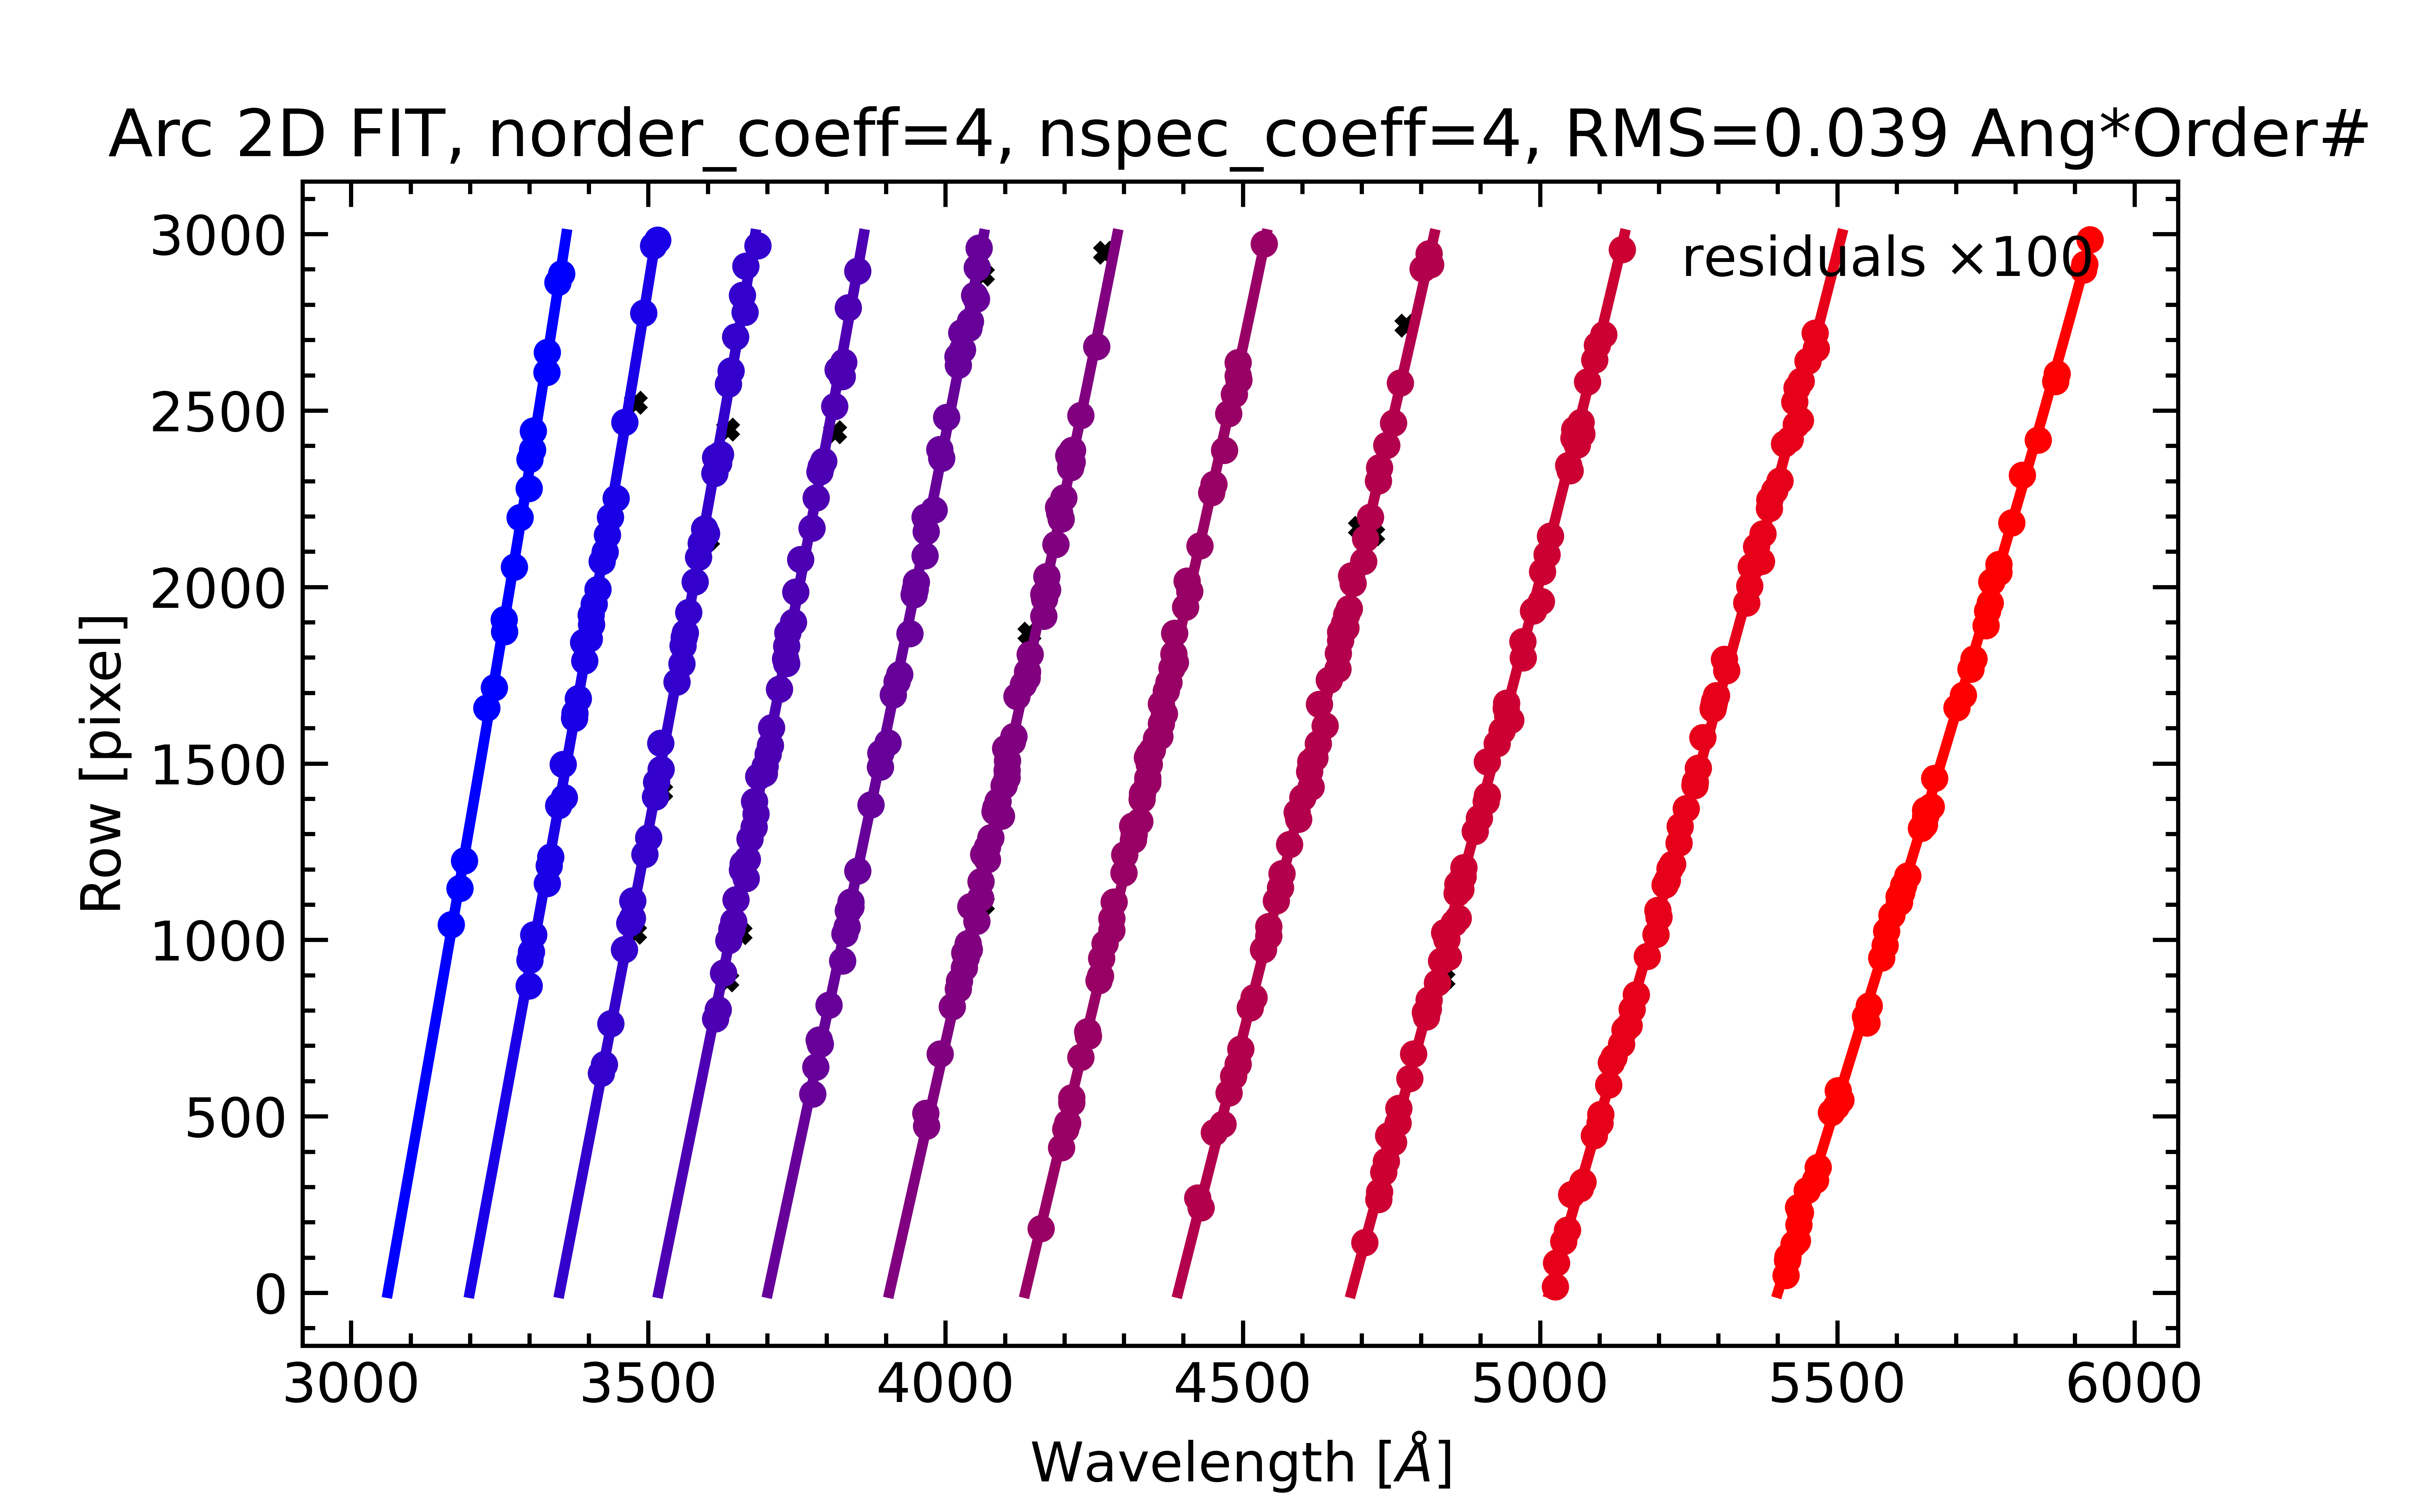 Arc 2D FIT, norder_coeff=4, nspec_coeff=4, RMS=0.039 Ang*Order#
residuals ×100
3000
2500
2000
1500
1000
500
0
Row [pixel]
3000 3500 4000 4500 5000 5500 6000
Wavelength [Å]